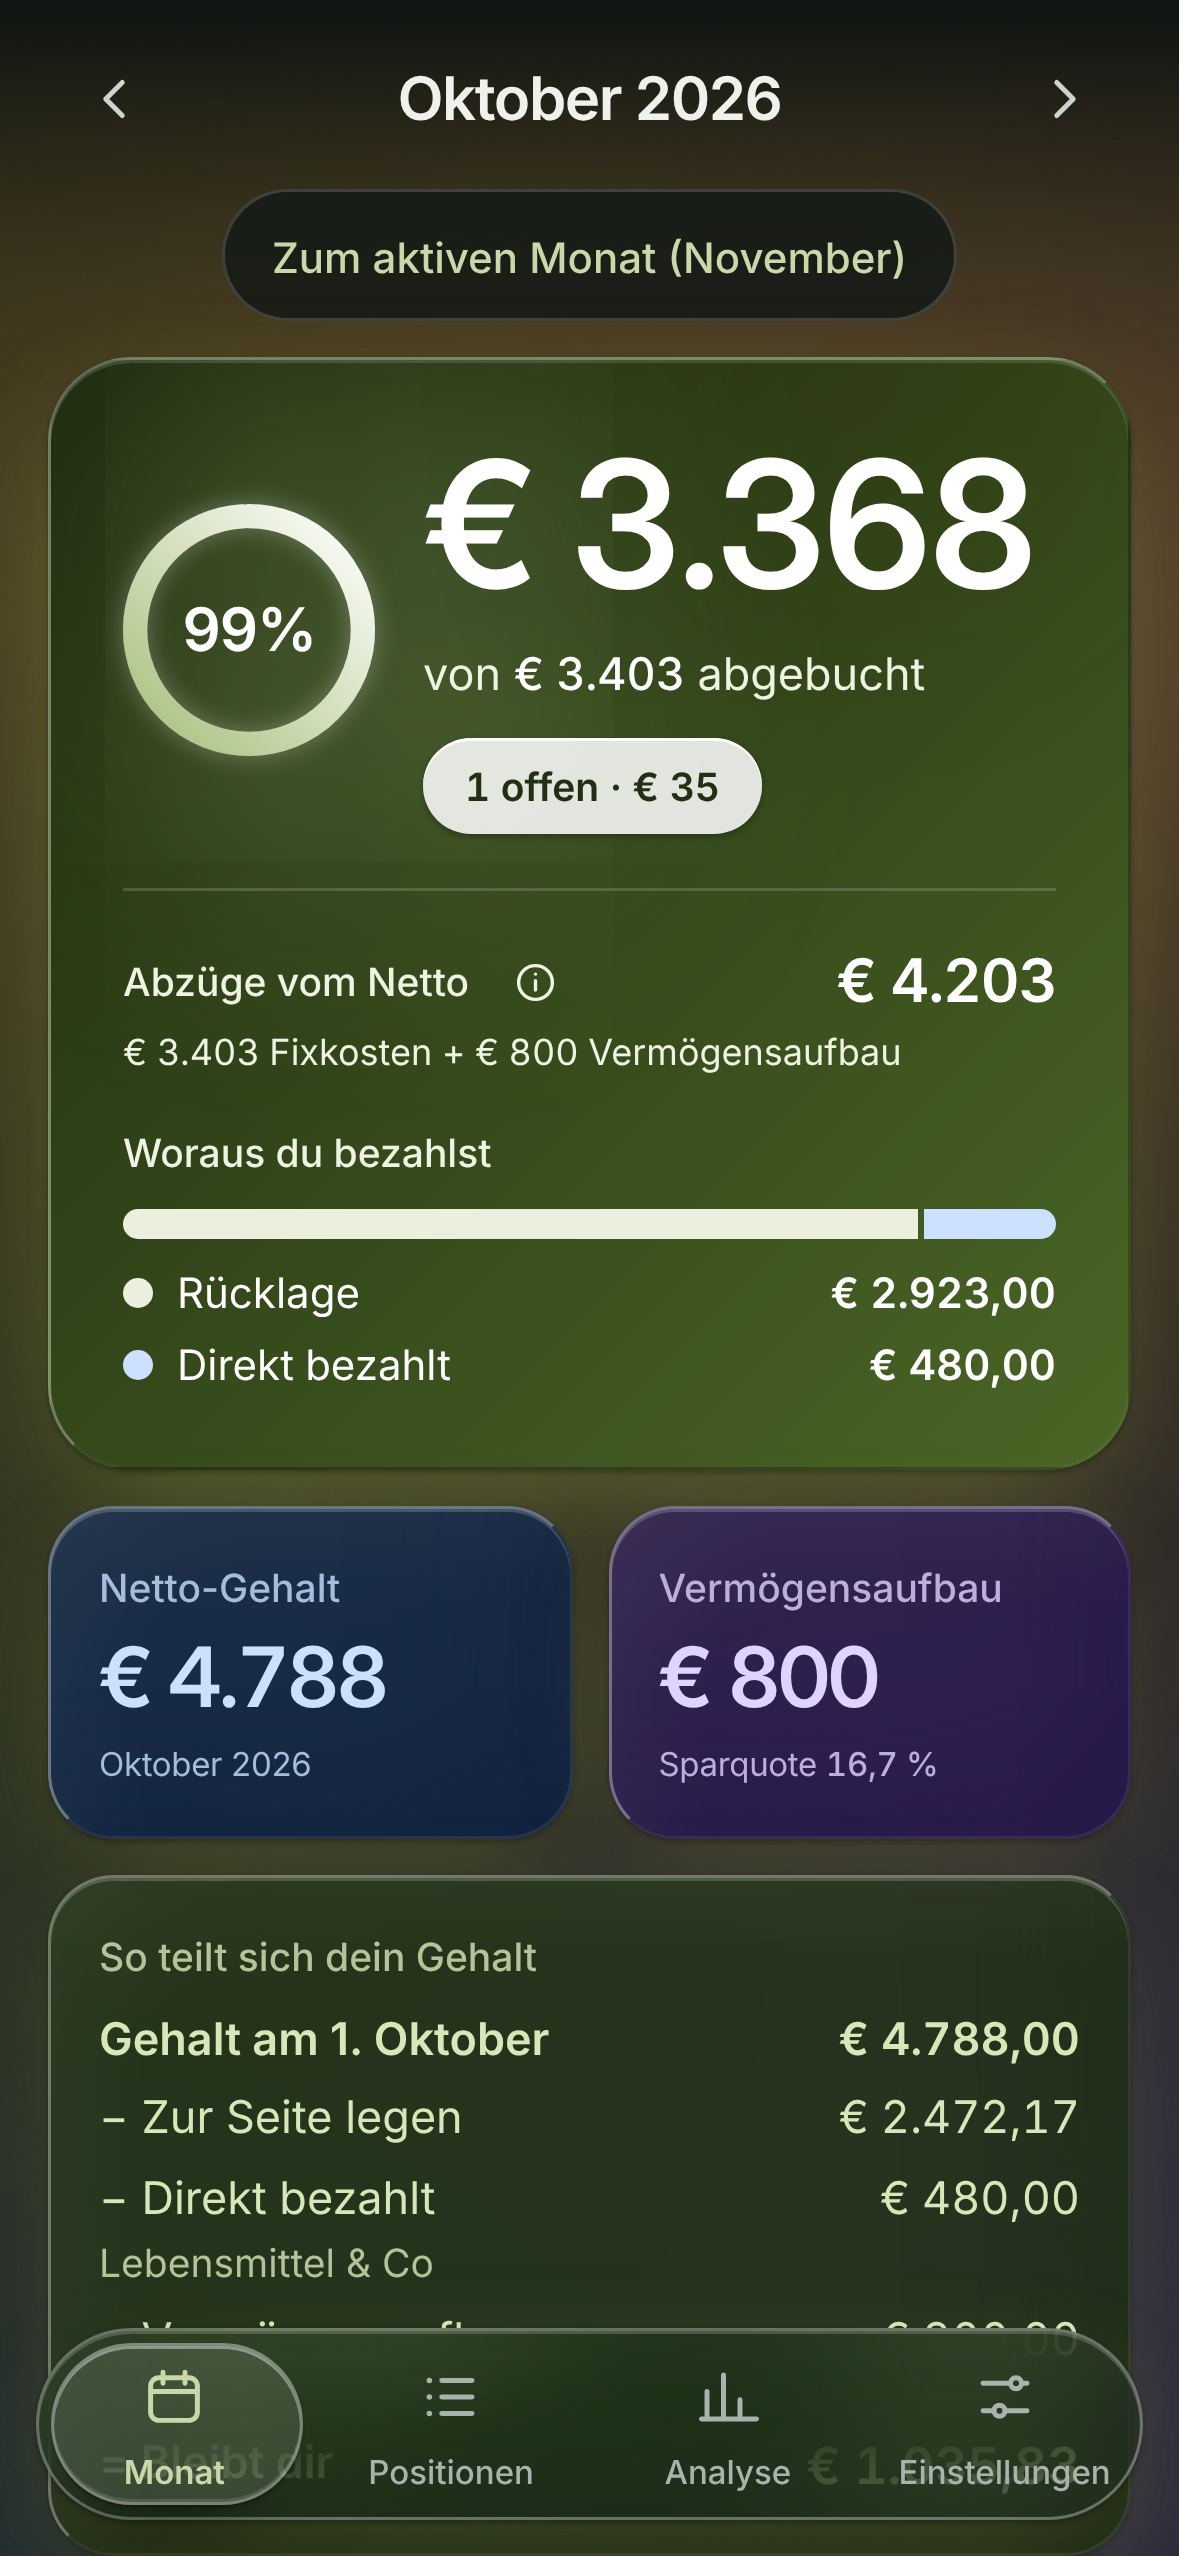 Oktober 2026
Zum aktiven Monat (November)
99%
€ 3.368
von € 3.403 abgebucht
1 offen · € 35
Abzüge vom Netto € 4.203
€ 3.403 Fixkosten + € 800 Vermögensaufbau
Woraus du bezahlst
Rücklage € 2.923,00
Direkt bezahlt € 480,00
Netto-Gehalt
€ 4.788
Oktober 2026
Vermögensaufbau
€ 800
Sparquote 16,7 %
So teilt sich dein Gehalt
Gehalt am 1. Oktober € 4.788,00
– Zur Seite legen € 2.472,17
– Direkt bezahlt € 480,00
Lebensmittel & Co
= Bleibt dir
Monat Positionen Analyse Einstellungen